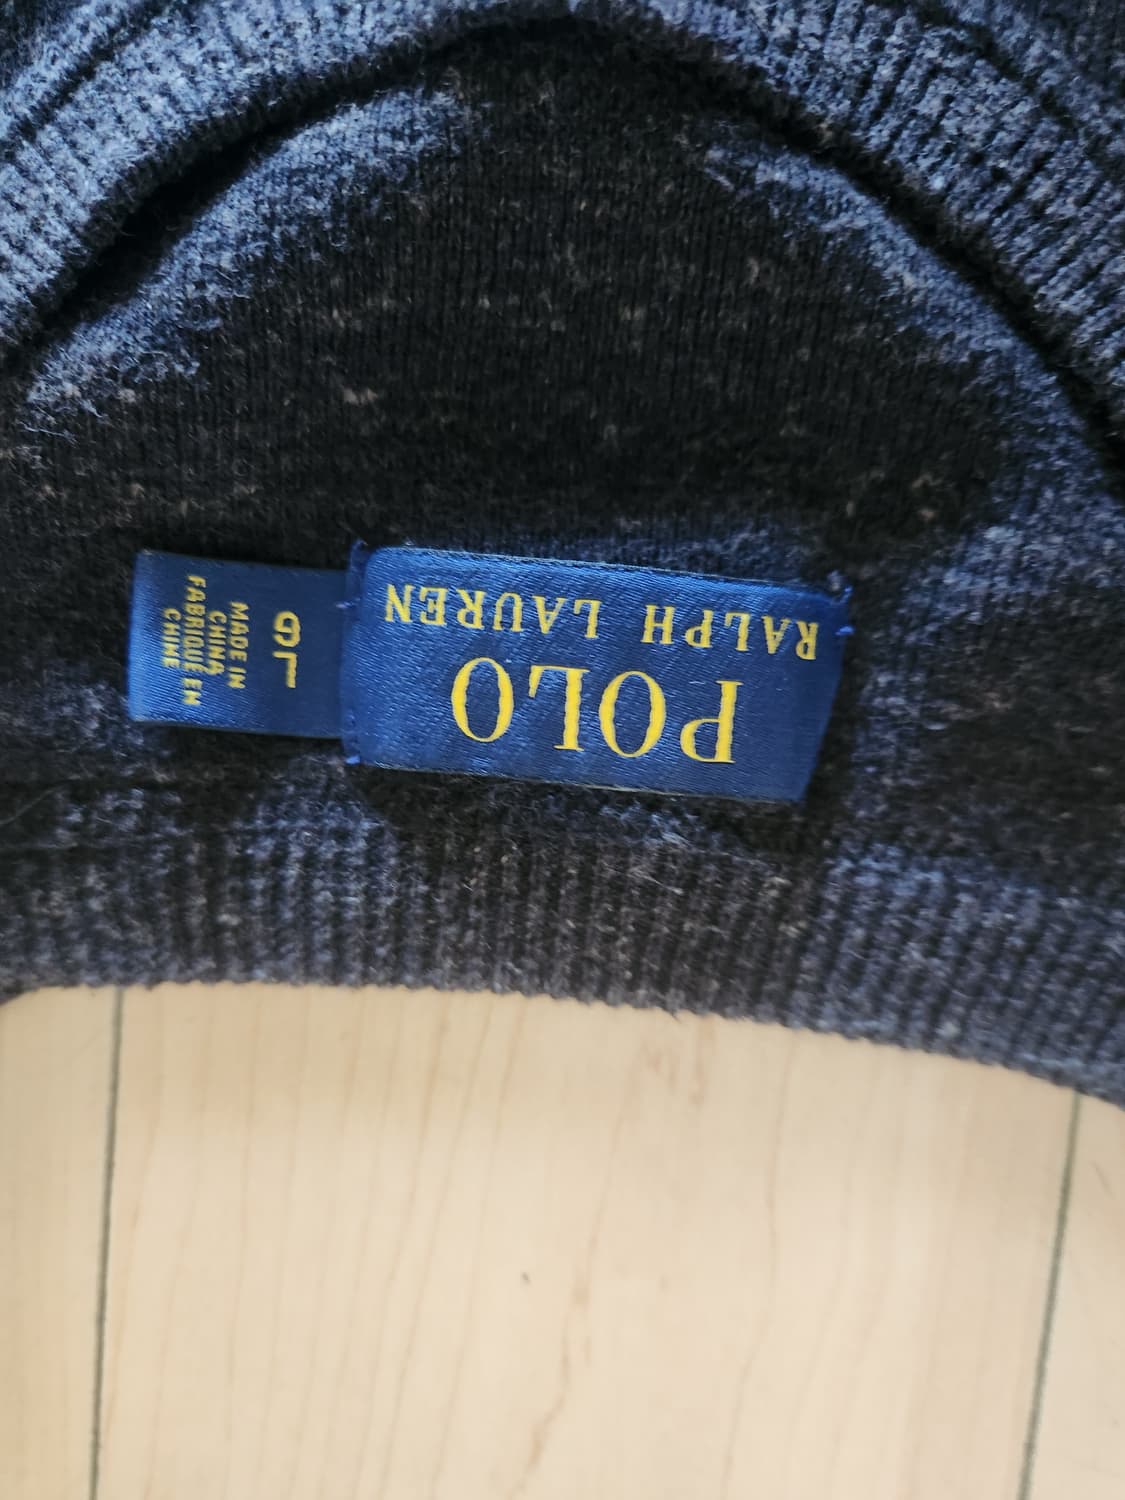 POLO
RALPH LAUREN
MADE IN
CHINA
FABRIQUE EN
CHINE